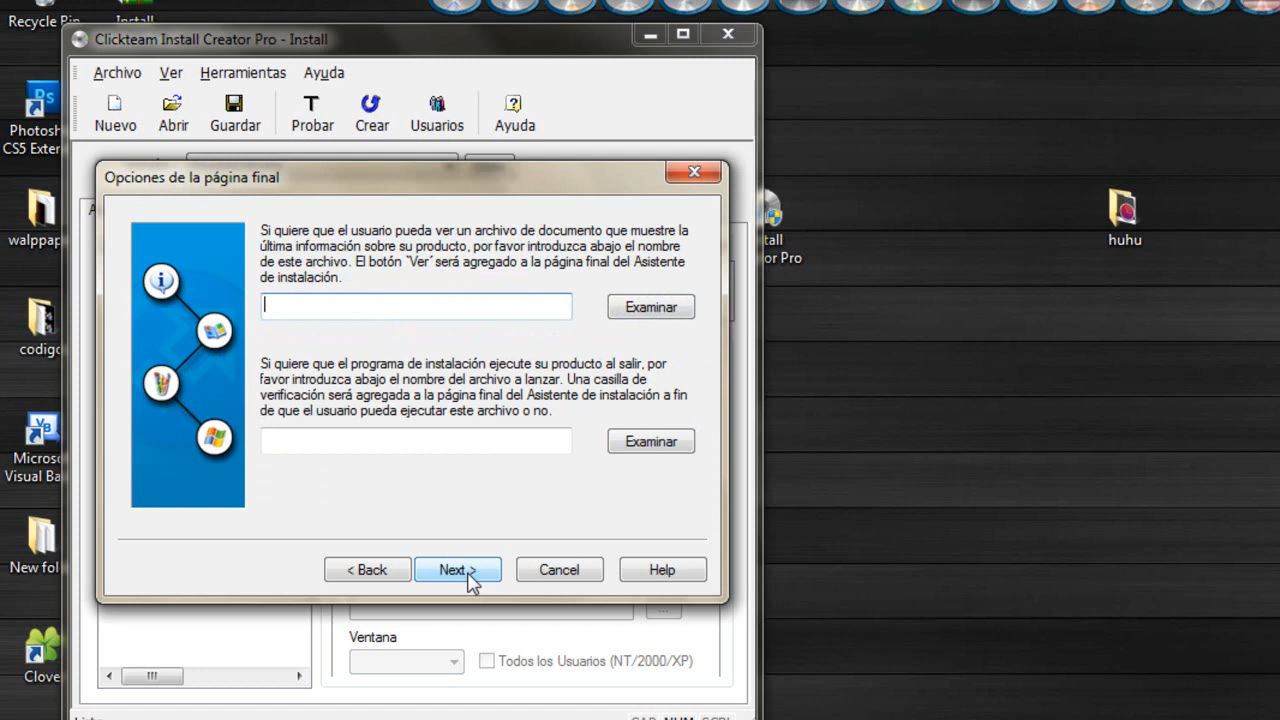 Recycle Bin
Install
Clickteam Install Creator Pro - Install
Archivo Ver Herramientas Ayuda
Nuevo Abrir Guardar Probar Crear Usuarios Ayuda
Ps
Photosh
CS5 Exten
walppap
codigo
VB
Microso
Visual Ba
New fol
Clove
Opciones de la página final
Si quiere que el usuario pueda ver un archivo de documento que muestre la
última información sobre su producto, por favor introduzca abajo el nombre
de este archivo. El botón ‘Ver’ será agregado a la página final del Asistente
de instalación.
Examinar
Si quiere que el programa de instalación ejecute su producto al salir, por
favor introduzca abajo el nombre del archivo a lanzar. Una casilla de
verificación será agregada a la página final del Asistente de instalación a fin
de que el usuario pueda ejecutar este archivo o no.
Examinar
< Back Next > Cancel Help
...
Ventana
Todos los Usuarios (NT/2000/XP)
tall
or Pro
huhu